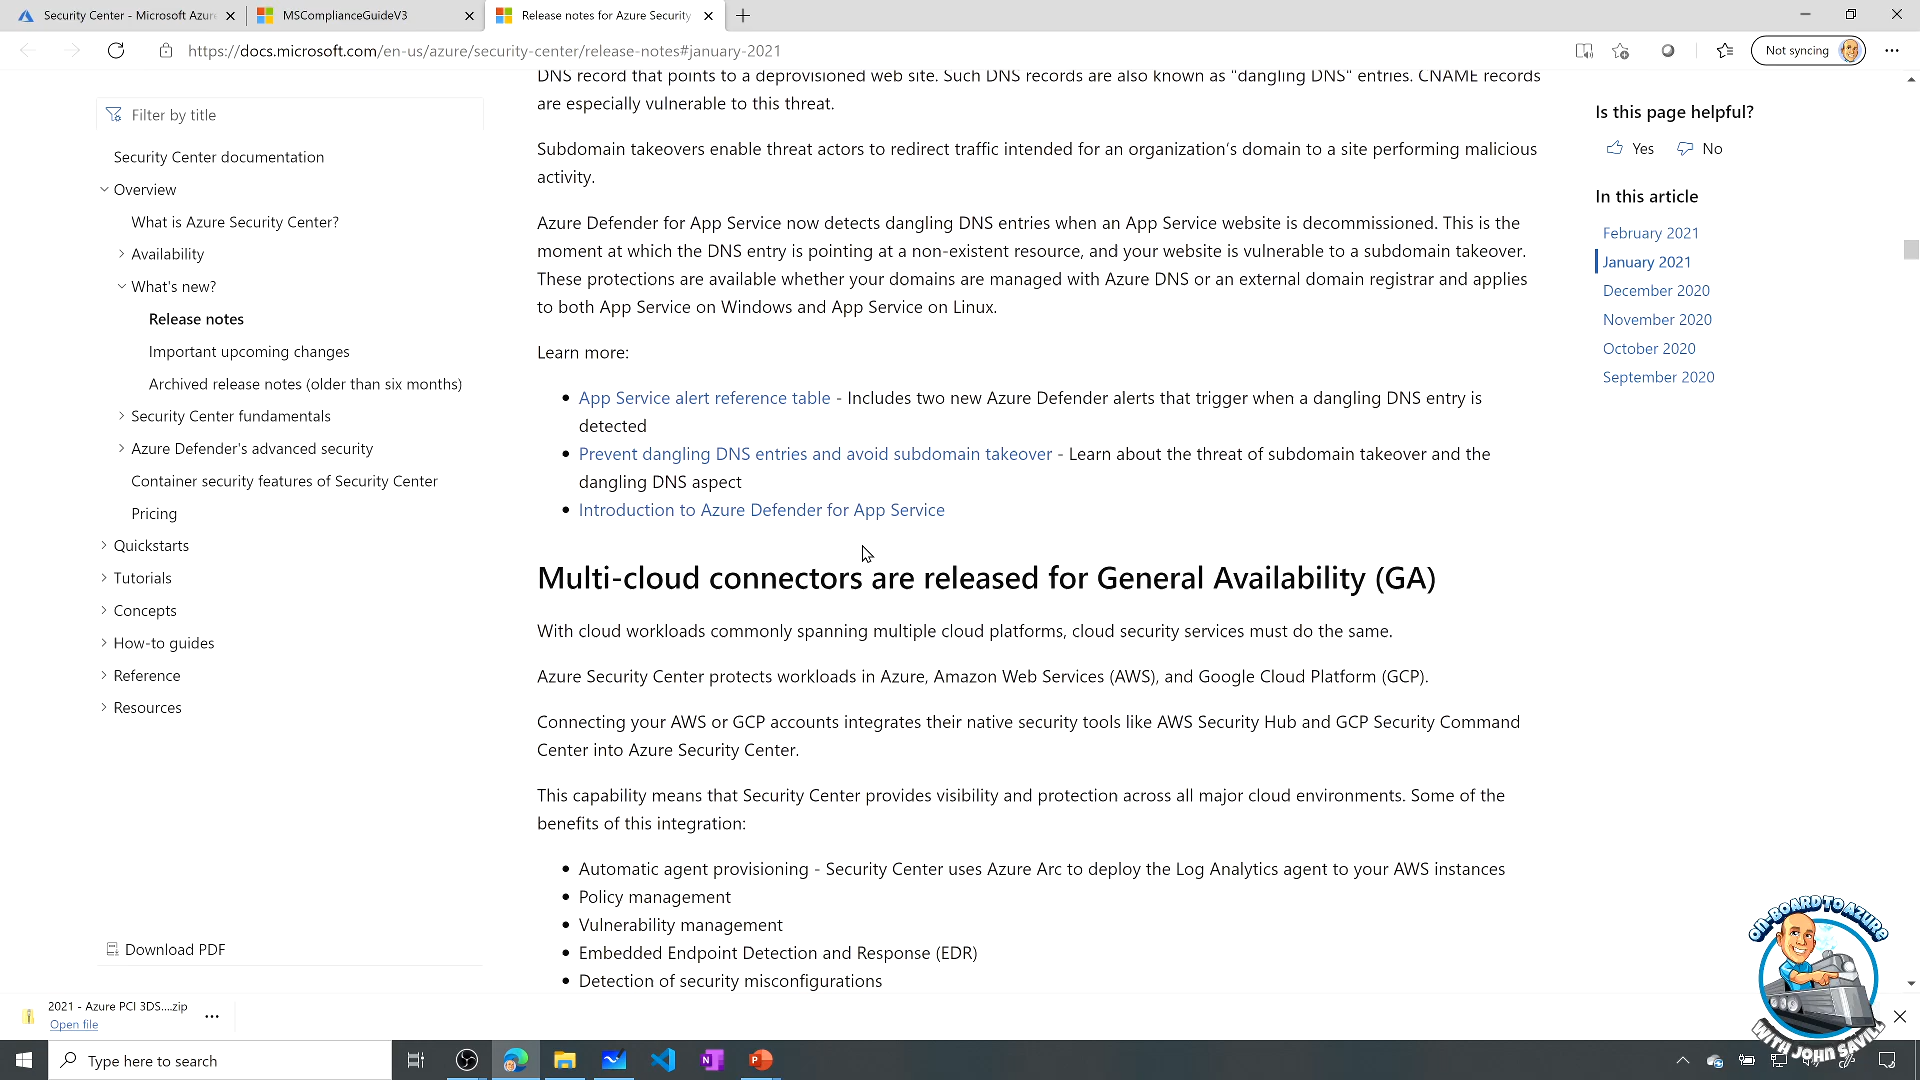 Security Center - Microsoft Azur
MSComplianceGuideV3
Release notes for Azure Security
https://docs.microsoft.com/en-us/azure/security-center/release-notes#january-2021
Not syncing
Filter by title
Security Center documentation
Overview
What is Azure Security Center?
Availability
What's new?
Release notes
Important upcoming changes
Archived release notes (older than six months)
Security Center fundamentals
Azure Defender's advanced security
Container security features of Security Center
Pricing
Quickstarts
Tutorials
Concepts
How-to guides
Reference
Resources
Download PDF
DNS record that points to a deprovisioned web site. Such DNS records are also known as "dangling DNS" entries. CNAME records
are especially vulnerable to this threat.
Subdomain takeovers enable threat actors to redirect traffic intended for an organization's domain to a site performing malicious
activity.
Azure Defender for App Service now detects dangling DNS entries when an App Service website is decommissioned. This is the
moment at which the DNS entry is pointing at a non-existent resource, and your website is vulnerable to a subdomain takeover.
These protections are available whether your domains are managed with Azure DNS or an external domain registrar and applies
to both App Service on Windows and App Service on Linux.
Learn more:
• App Service alert reference table - Includes two new Azure Defender alerts that trigger when a dangling DNS entry is
detected
• Prevent dangling DNS entries and avoid subdomain takeover - Learn about the threat of subdomain takeover and the
dangling DNS aspect
• Introduction to Azure Defender for App Service
Multi-cloud connectors are released for General Availability (GA)
With cloud workloads commonly spanning multiple cloud platforms, cloud security services must do the same.
Azure Security Center protects workloads in Azure, Amazon Web Services (AWS), and Google Cloud Platform (GCP).
Connecting your AWS or GCP accounts integrates their native security tools like AWS Security Hub and GCP Security Command
Center into Azure Security Center.
This capability means that Security Center provides visibility and protection across all major cloud environments. Some of the
benefits of this integration:
• Automatic agent provisioning - Security Center uses Azure Arc to deploy the Log Analytics agent to your AWS instances
• Policy management
• Vulnerability management
• Embedded Endpoint Detection and Response (EDR)
• Detection of security misconfigurations
Is this page helpful?
Yes No
In this article
February 2021
January 2021
December 2020
November 2020
October 2020
September 2020
ON-BOARD TO AZURE
WITH JOHN SAVILL
2021 - Azure PCI 3DS....zip
Open file
Type here to search